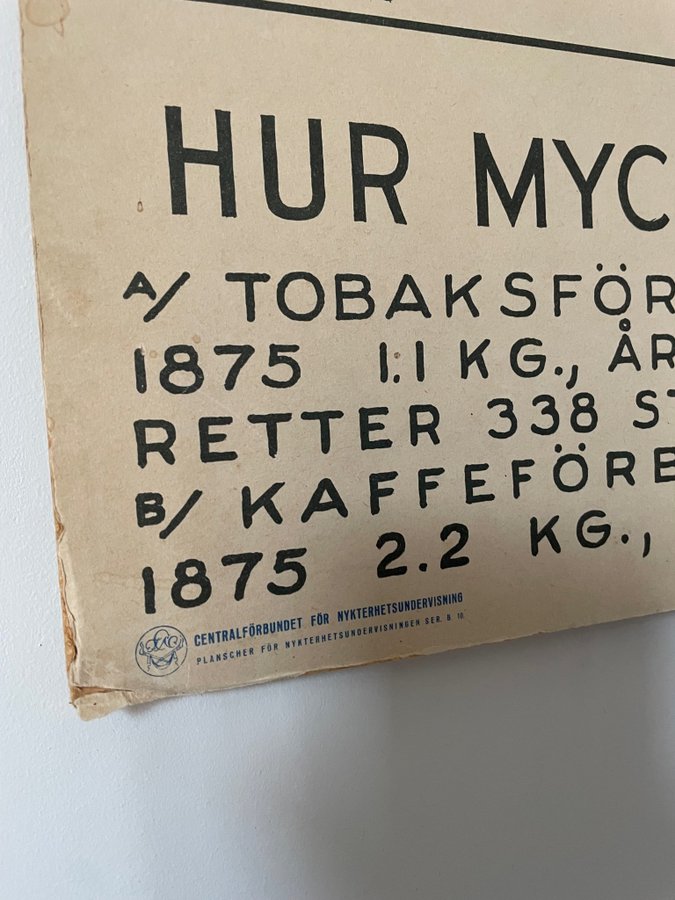 HUR MYC
A/ TOBAKSFÖR
1875 1.1 KG., ÅR
RETTER 338 ST
B/ KAFFEFÖRB
1875 2.2 KG.,
CENTRALFÖRBUNDET FÖR NYKTERHETSUNDERVISNING
PLANSCHER FÖR NYKTERHETSUNDERVISNINGEN SER. B 10.